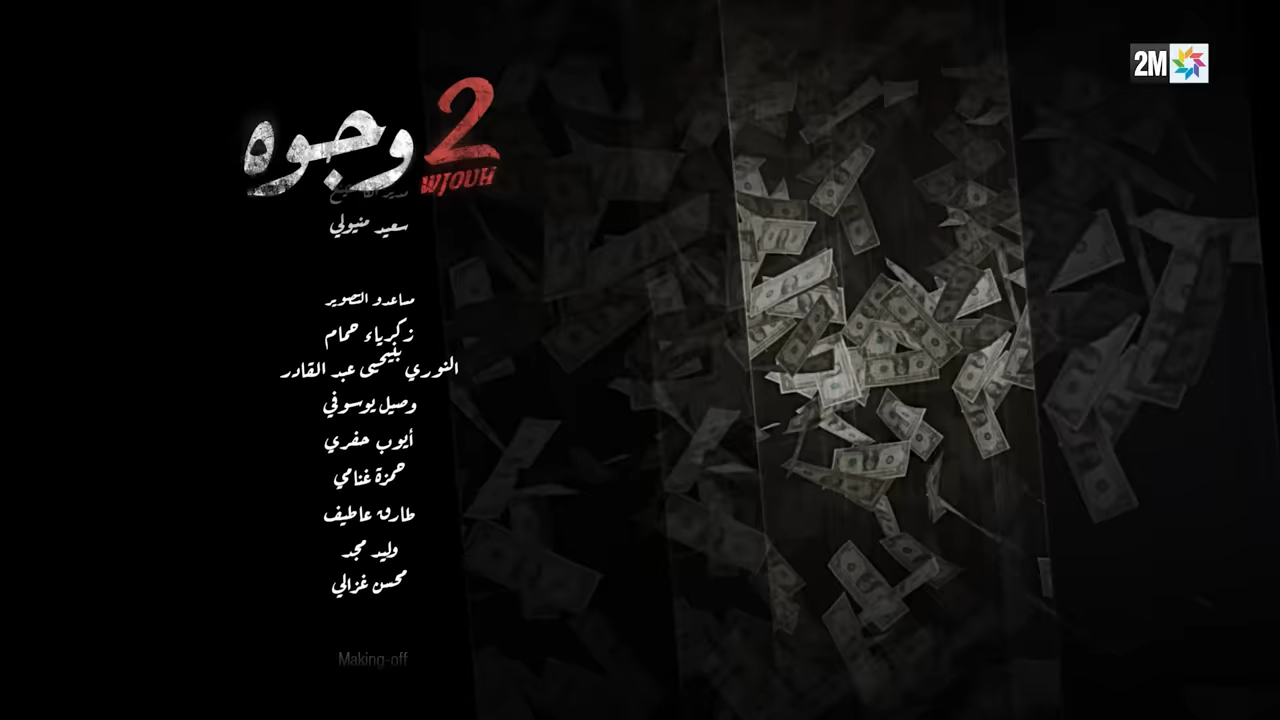 2M
وجوه 2
WJOUH
سعيد منيولي
مساعدو التصوير
زكرياء حمام
النوري بليحيى عبد القادر
وصيل يوسوفي
أيوب حفري
حمزة غنامي
طارق عاطيف
وليد مجد
محسن غزالي
Making-off